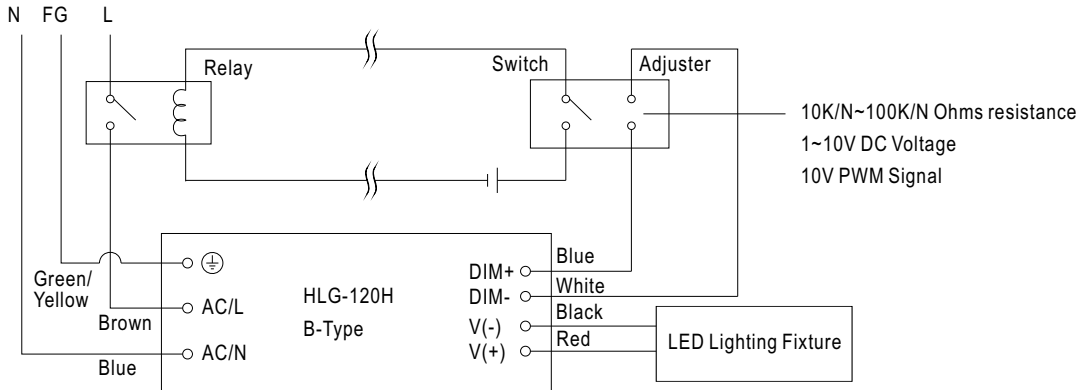 N FG L
Relay
Switch
Adjuster
10K/N~100K/N Ohms resistance
1~10V DC Voltage
10V PWM Signal
Green/
Yellow
Brown
Blue
AC/L
AC/N
HLG-120H
B-Type
DIM+
DIM-
V(-)
V(+)
Blue
White
Black
Red
LED Lighting Fixture